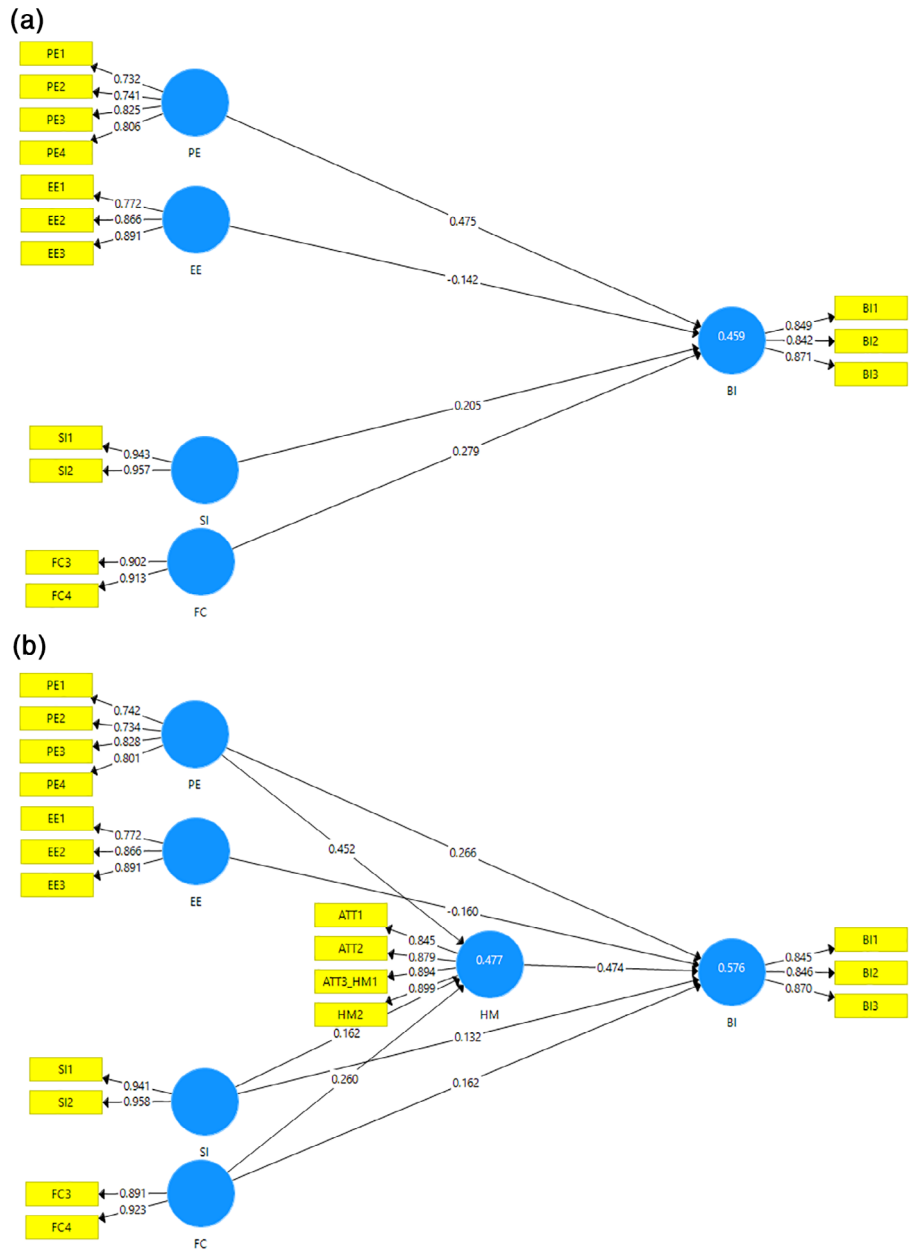 (a)
PE1
PE2
PE3
PE4
0.732
0.741
0.825
0.806
PE
EE1
EE2
EE3
0.772
0.866
0.891
EE
0.475
-0.142
0.459
BI
0.849
0.842
0.871
BI1
BI2
BI3
0.205
0.279
SI1
SI2
0.943
0.957
SI
FC3
FC4
0.902
0.913
FC
(b)
PE1
PE2
PE3
PE4
0.742
0.734
0.828
0.801
PE
EE1
EE2
EE3
0.772
0.866
0.891
EE
0.452
0.266
-0.160
ATT1
ATT2
ATT3_HM1
HM2
0.845
0.879
0.894
0.899
0.477
HM
0.474
0.576
BI
0.845
0.846
0.870
BI1
BI2
BI3
0.162
0.132
0.260
0.162
SI1
SI2
0.941
0.958
SI
FC3
FC4
0.891
0.923
FC